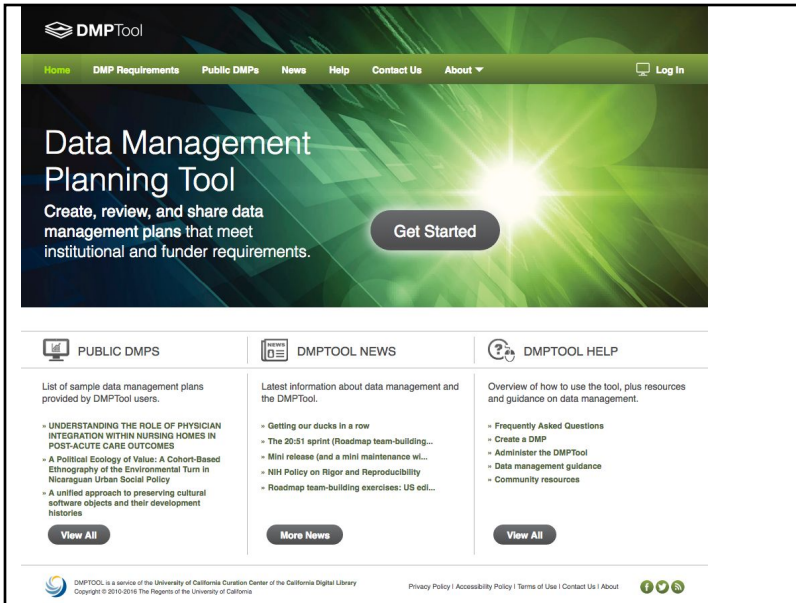 DMPTool
Home DMP Requirements Public DMPs News Help Contact Us About Log In
Data Management
Planning Tool
Create, review, and share data
management plans that meet
institutional and funder requirements.
Get Started
PUBLIC DMPS
List of sample data management plans
provided by DMPTool users.
» UNDERSTANDING THE ROLE OF PHYSICIAN
INTEGRATION WITHIN NURSING HOMES IN
POST-ACUTE CARE OUTCOMES
» A Political Ecology of Value: A Cohort-Based
Ethnography of the Environmental Turn in
Nicaraguan Urban Social Policy
» A unified approach to preserving cultural
software objects and their development
histories
View All
NEWS
DMPTOOL NEWS
Latest information about data management and
the DMPTool.
» Getting our ducks in a row
» The 20:51 sprint (Roadmap team-building...
» Mini release (and a mini maintenance wi...
» NIH Policy on Rigor and Reproducibility
» Roadmap team-building exercises: US edi...
More News
DMPTOOL HELP
Overview of how to use the tool, plus resources
and guidance on data management.
» Frequently Asked Questions
» Create a DMP
» Administer the DMPTool
» Data management guidance
» Community resources
View All
DMPTOOL is a service of the University of California Curation Center of the California Digital Library
Copyright © 2010-2016 The Regents of the University of California
Privacy Policy | Accessibility Policy | Terms of Use | Contact Us | About